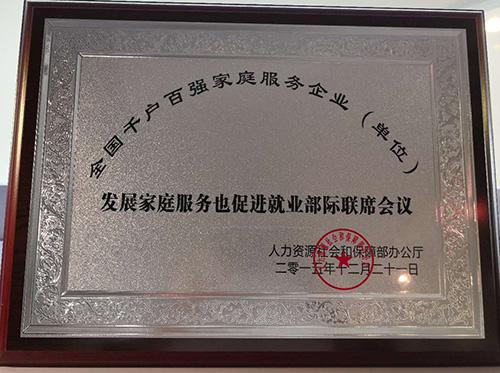 全国千户百强家庭服务企业（单位）
发展家庭服务也促进就业部际联席会议
人力资源社会和保障部办公厅
二零一五年十二月二十一日